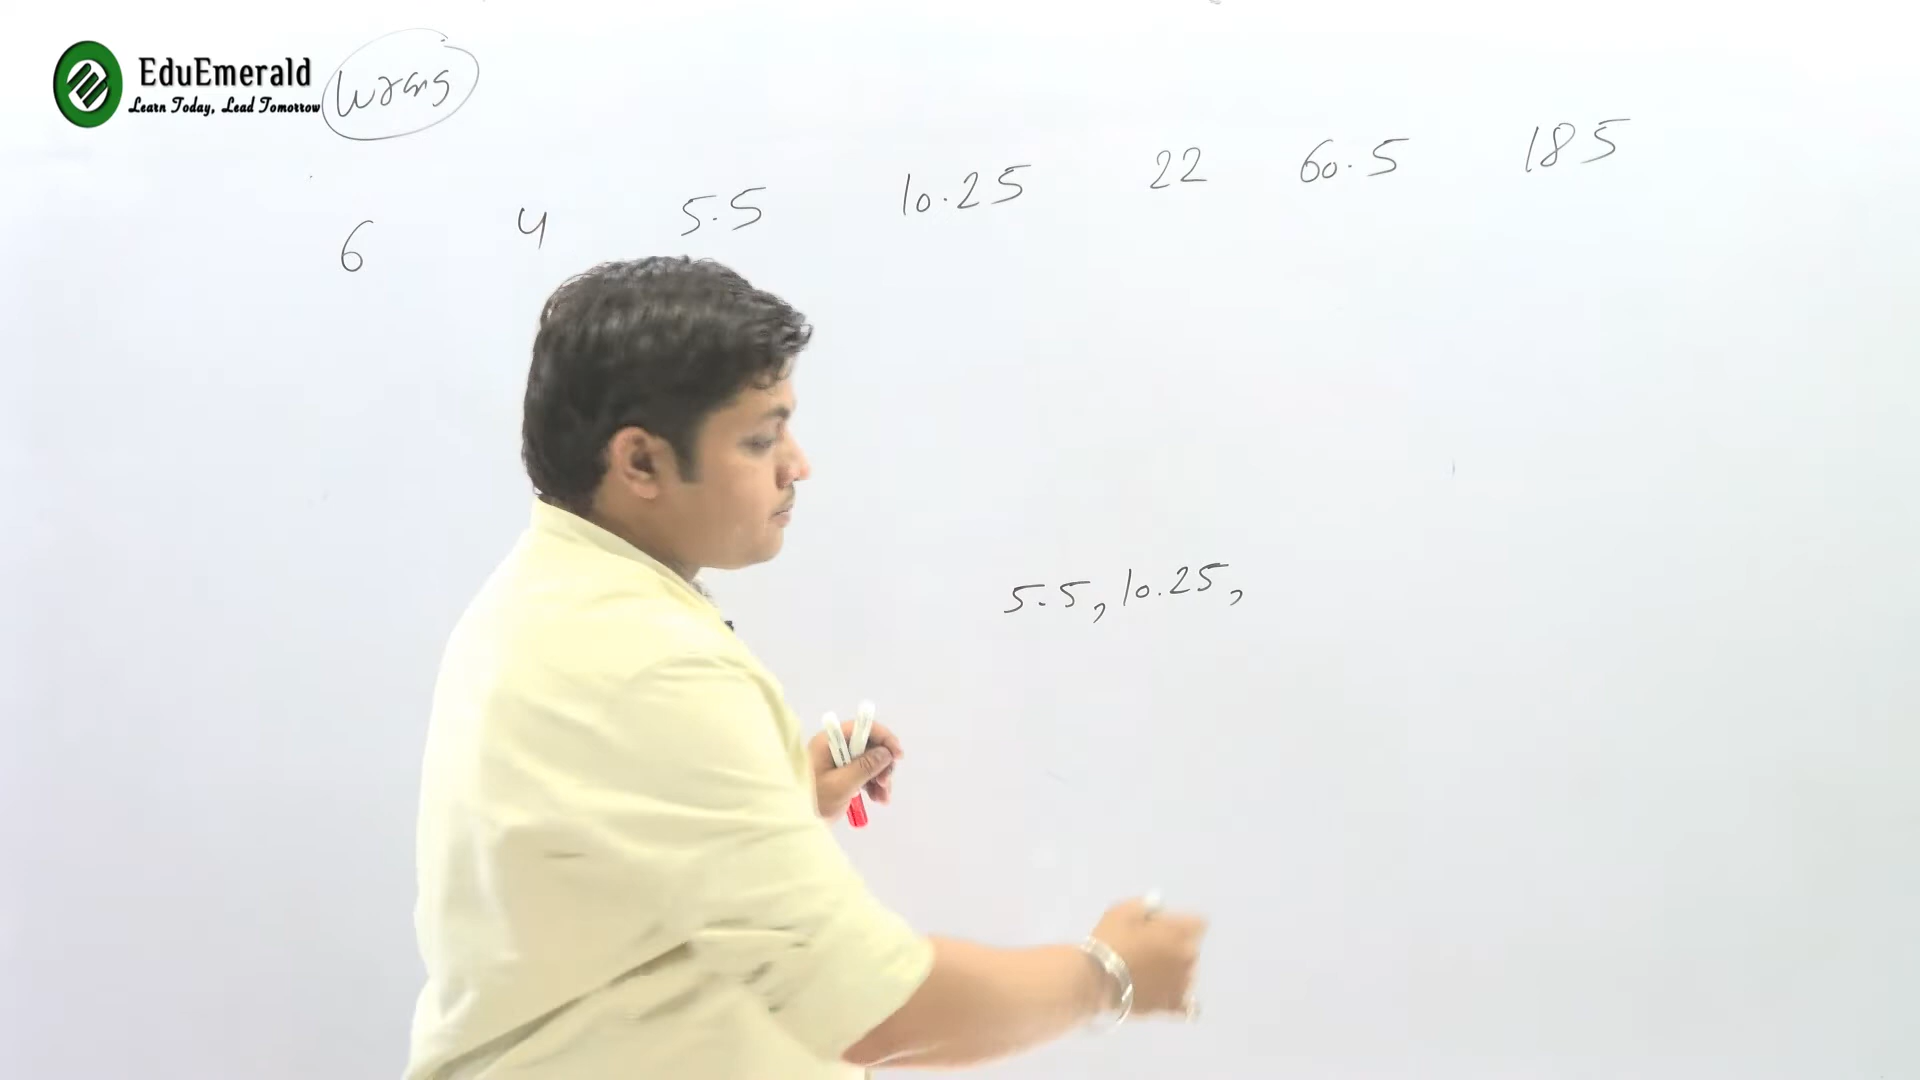 EduEmerald
Learn Today, Lead Tomorrow
Wrong
6 4 5.5 10.25 22 60.5 185
5.5, 10.25,